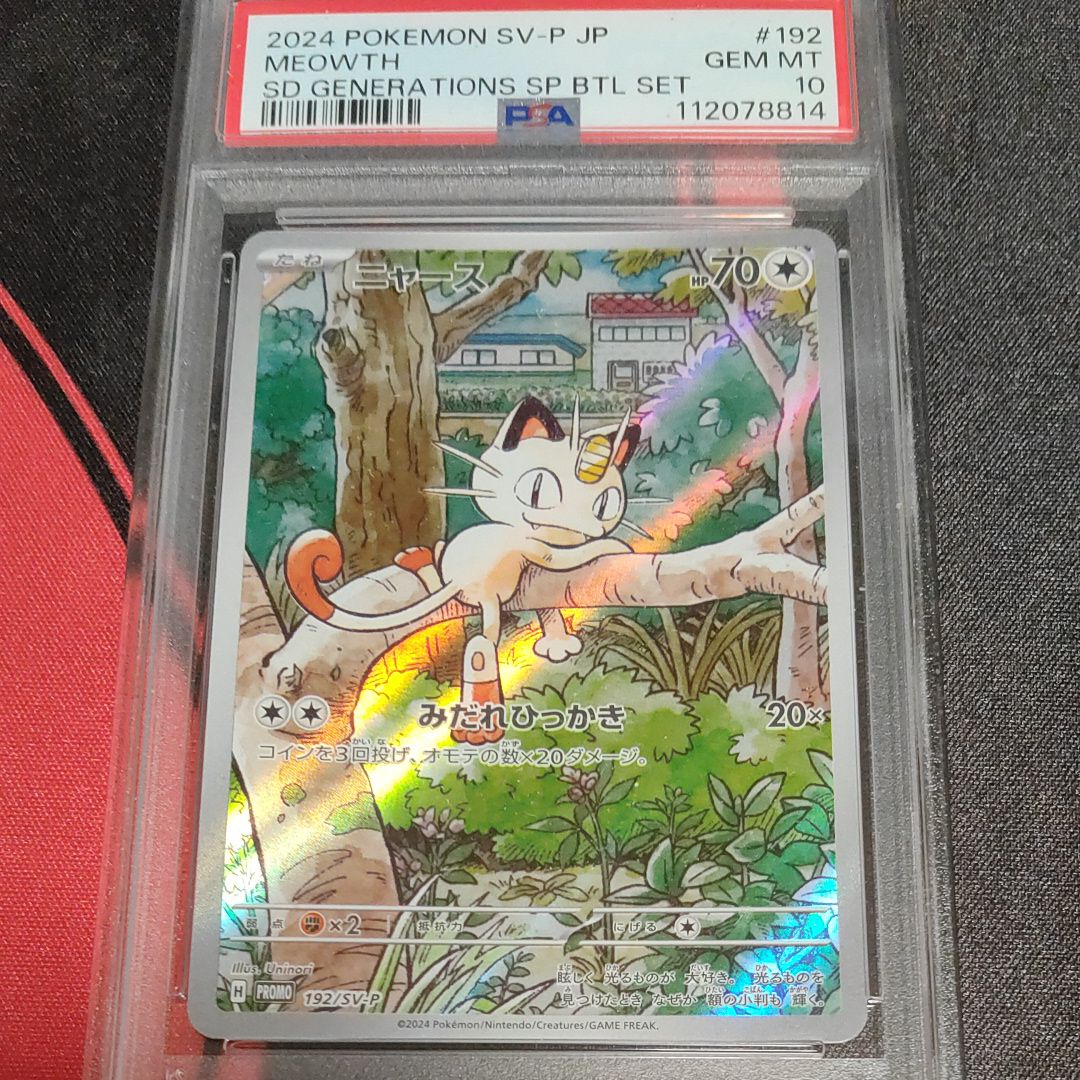 2024 POKEMON SV-P JP #192
MEOWTH GEM MT
SD GENERATIONS SP BTL SET 10
PSA 112078814
たね ニャース HP70
みだれひっかき 20×
コインを3回投げ、オモテの数×20ダメージ。
弱点 ×2 抵抗力 にげる
Illus. Uninori
眩しく 光るものが 大好き。 光るものを
見つけたとき なぜか 額の小判も 輝く。
H PROMO 192/SV-P
©2024 Pokémon/Nintendo/Creatures/GAME FREAK.